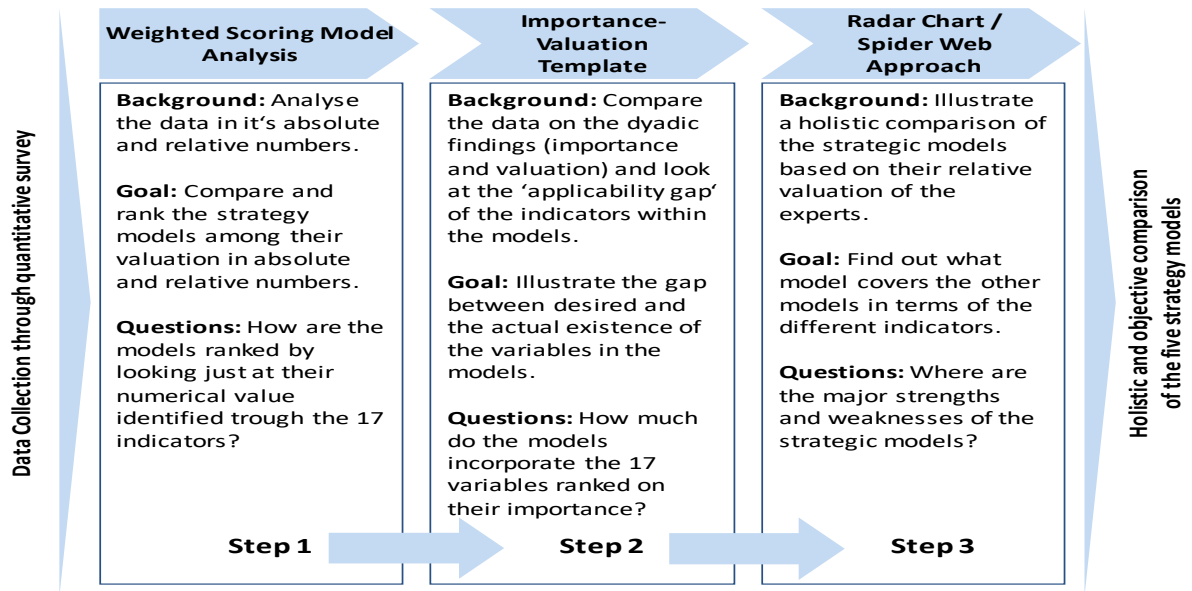 Data Collection through quantitative survey
Weighted Scoring Model
Analysis
Background: Analyse
the data in it‘s absolute
and relative numbers.
Goal: Compare and
rank the strategy
models among their
valuation in absolute
and relative numbers.
Questions: How are the
models ranked by
looking just at their
numerical value
identified trough the 17
indicators?
Step 1
Importance-
Valuation
Template
Background: Compare
the data on the dyadic
findings (importance
and valuation) and look
at the ‘applicability gap‘
of the indicators within
the models.
Goal: Illustrate the gap
between desired and
the actual existence of
the variables in the
models.
Questions: How much
do the models
incorporate the 17
variables ranked on
their importance?
Step 2
Radar Chart /
Spider Web
Approach
Background: Illustrate
a holistic comparison of
the strategic models
based on their relative
valuation of the
experts.
Goal: Find out what
model covers the other
models in terms of the
different indicators.
Questions: Where are
the major strengths
and weaknesses of the
strategic models?
Step 3
Holistic and objective comparison
of the five strategy models